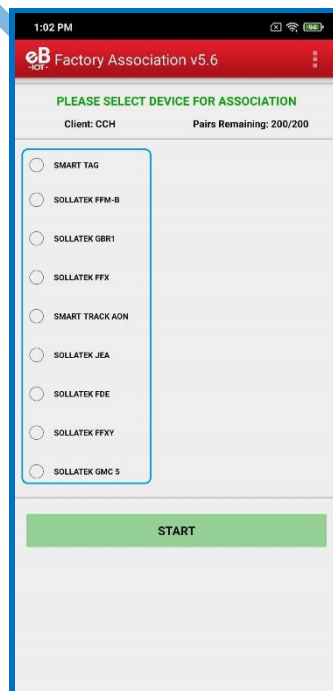 1:02 PM
94
eB
-IOT-
Factory Association v5.6
PLEASE SELECT DEVICE FOR ASSOCIATION
Client: CCH Pairs Remaining: 200/200
SMART TAG
SOLLATEK FFM-B
SOLLATEK GBR1
SOLLATEK FFX
SMART TRACK AON
SOLLATEK JEA
SOLLATEK FDE
SOLLATEK FFXY
SOLLATEK GMC 5
START